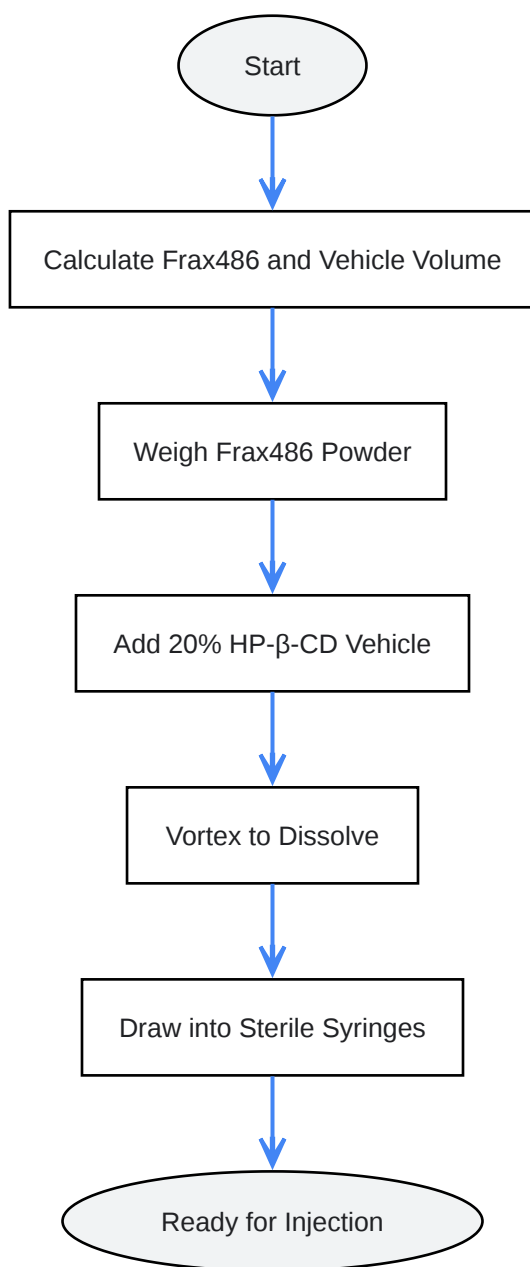 Start
Calculate Frax486 and Vehicle Volume
Weigh Frax486 Powder
Add 20% HP-β-CD Vehicle
Vortex to Dissolve
Draw into Sterile Syringes
Ready for Injection